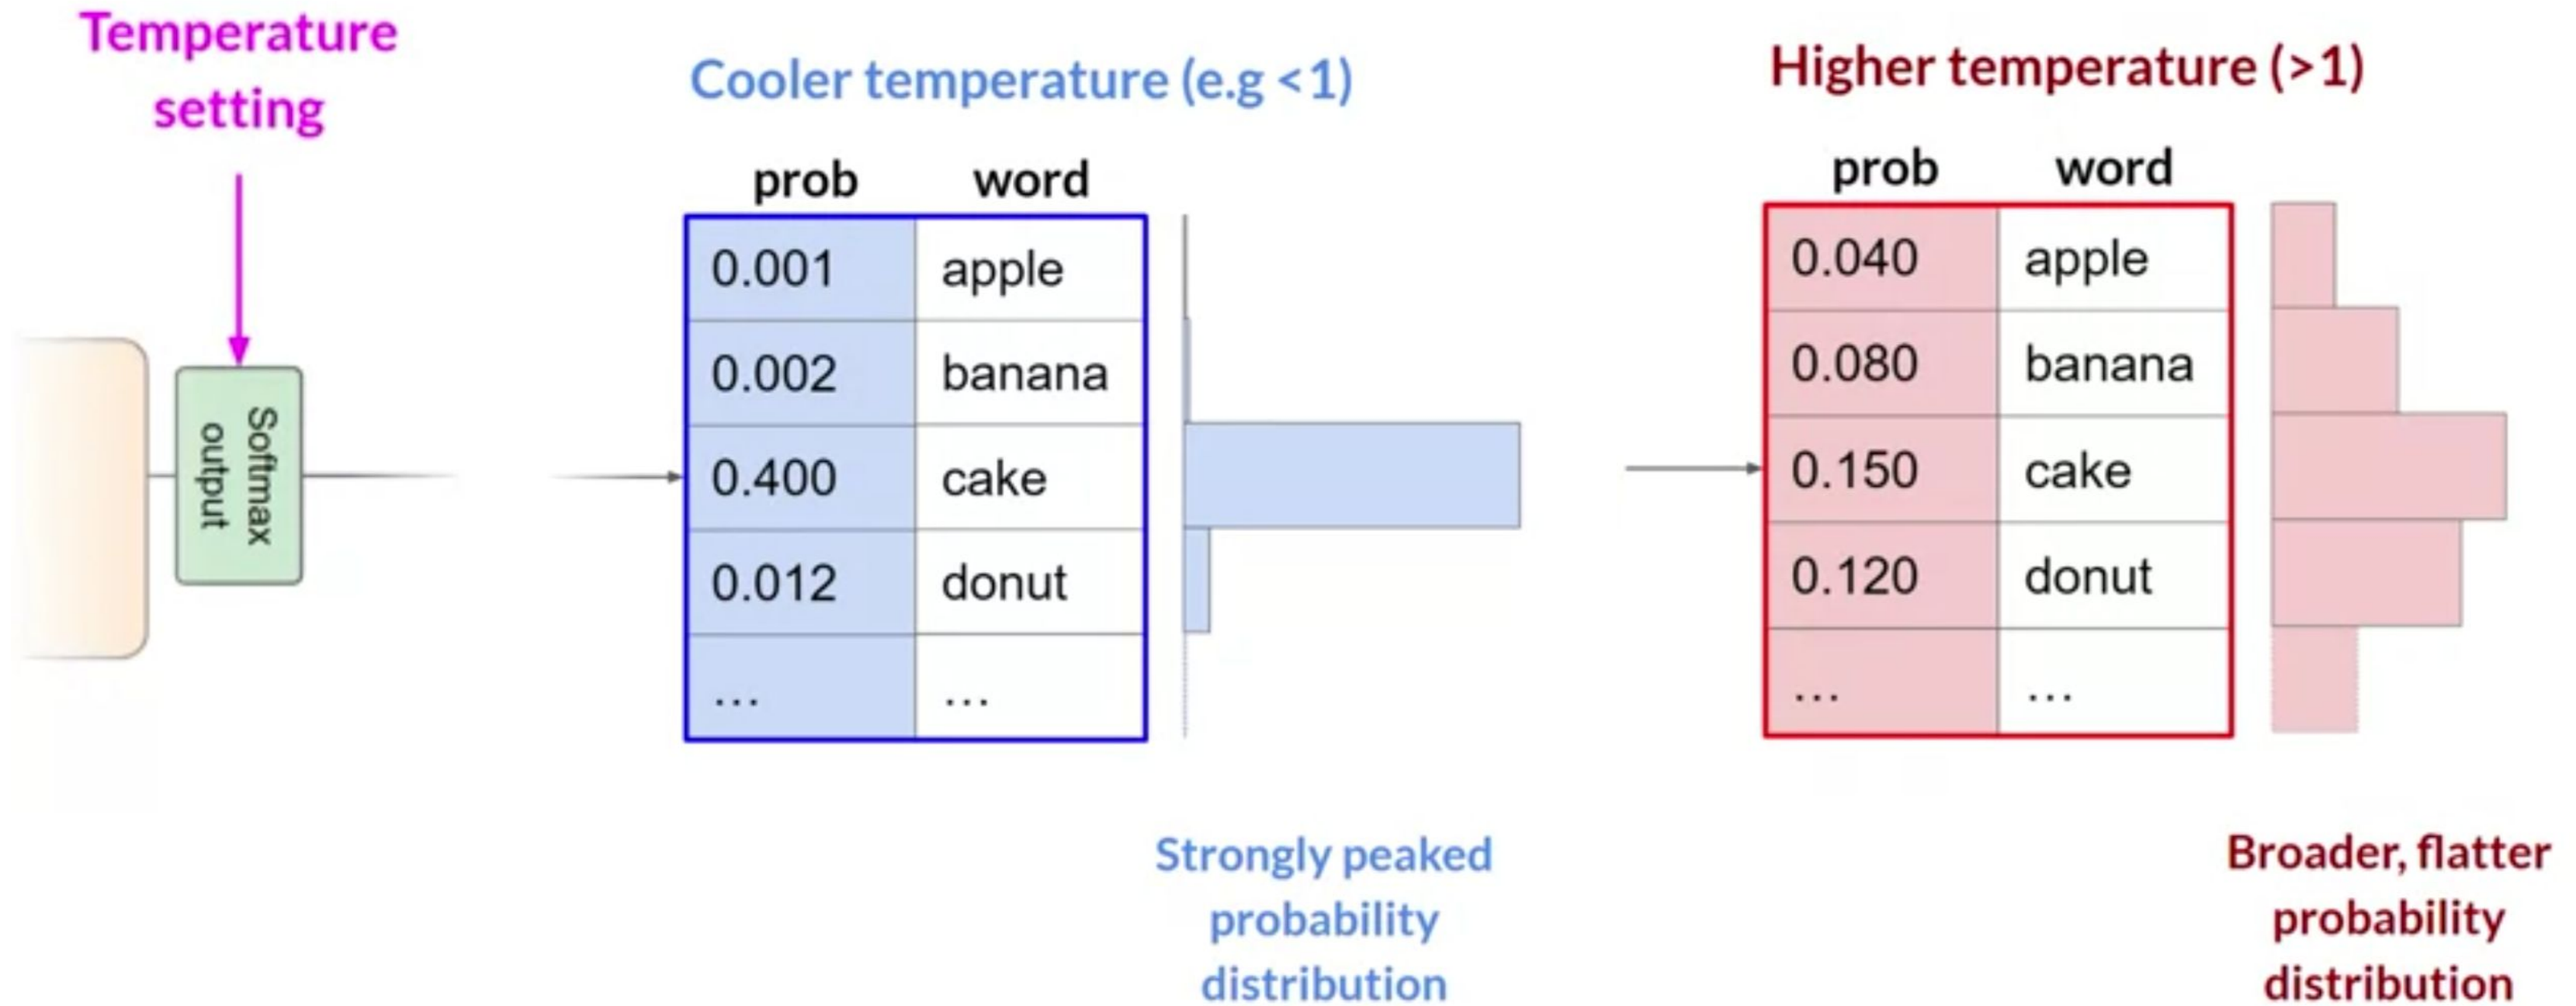 Temperature
setting
Softmax
output
Cooler temperature (e.g <1)
prob word
0.001 apple
0.002 banana
0.400 cake
0.012 donut
... ...
Strongly peaked
probability
distribution
Higher temperature (>1)
prob word
0.040 apple
0.080 banana
0.150 cake
0.120 donut
... ...
Broader, flatter
probability
distribution